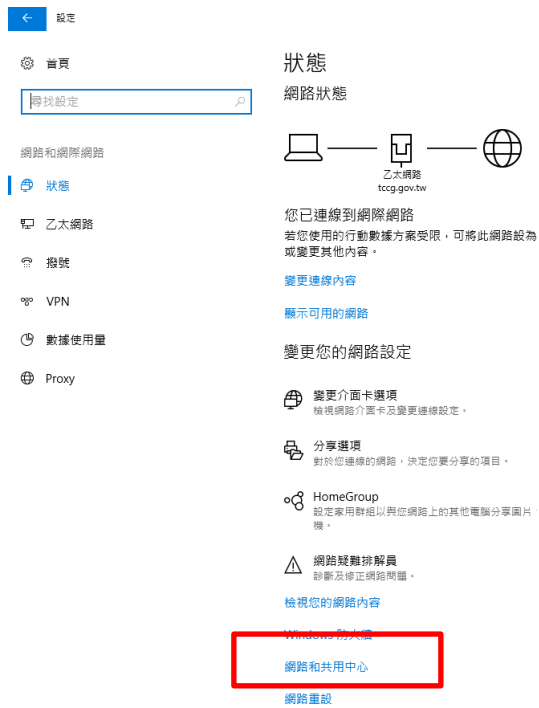 設定
首頁
尋找設定
網路和網際網路
狀態
乙太網路
撥號
VPN
數據使用量
Proxy
狀態
網路狀態
乙太網路
tccg.gov.tw
您已連線到網際網路
若您使用的行動數據方案受限，可將此網路設為
或變更其他內容。
變更連線內容
顯示可用的網路
變更您的網路設定
變更介面卡選項
檢視網路介面卡及變更連線設定。
分享選項
對於您連線的網路，決定您要分享的項目。
HomeGroup
設定家用群組以與您網路上的其他電腦分享圖片
機。
網路疑難排解員
診斷及修正網路問題。
檢視您的網路內容
Windows 防火牆
網路和共用中心
網路重設